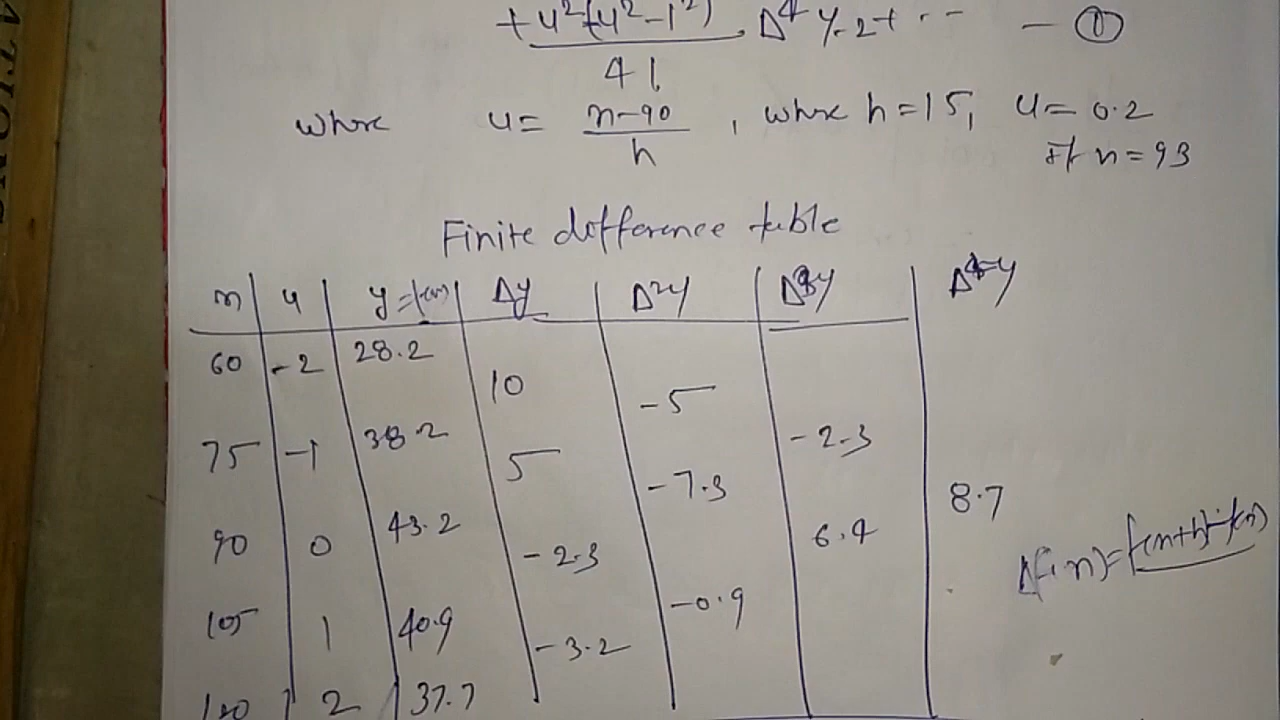 + u²(u²-1²) / 4! . Δ⁴y₋₂ + ... — ①
where u = n-90 / h , where h = 15, u = 0.2
n = 93
Finite difference table
n u y = f(n) Δy Δ²y Δ³y Δ⁴y
60 -2 28.2
10 -5
75 -1 38.2 5 -2.3
-7.3
90 0 43.2 -2.3 6.4 8.7
Δf(n) = f(n+h) - f(n)
105 1 40.9 -3.2 -0.9
120 2 37.7